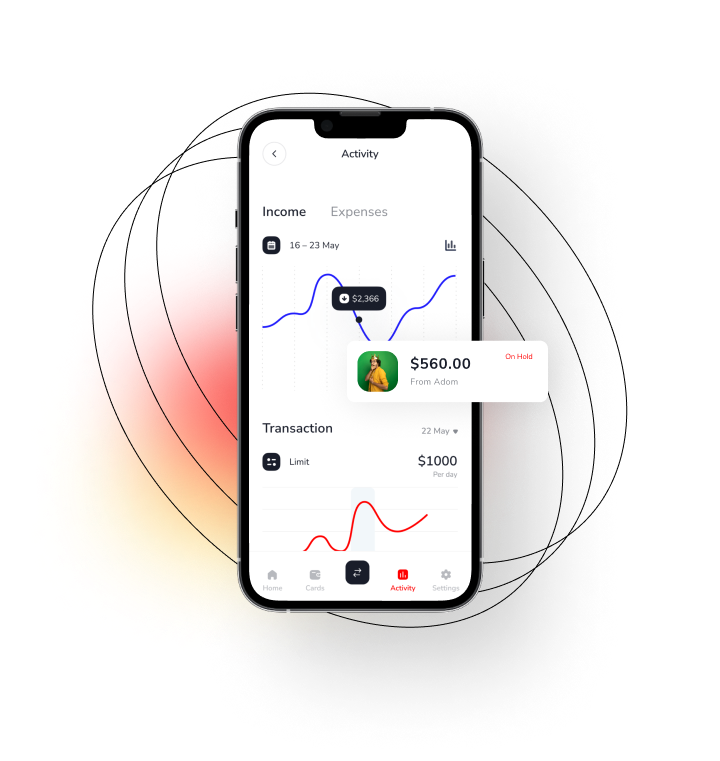 Activity
Income Expenses
16 – 23 May
$2,366
$560.00 On Hold
From Adom
Transaction 22 May
Limit $1000
Per day
Home Cards Activity Settings